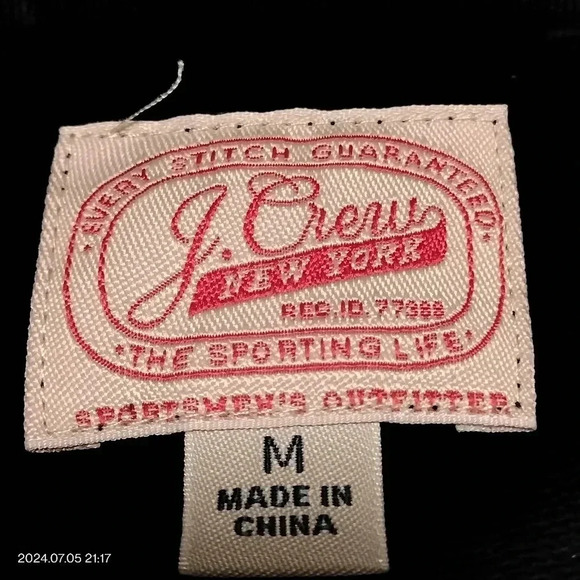 EVERY STITCH GUARANTEED
J. Crew
NEW YORK
REG. ID. 77388
THE SPORTING LIFE
SPORTSMEN'S OUTFITTER
M
MADE IN
CHINA
2024.07.05 21:17